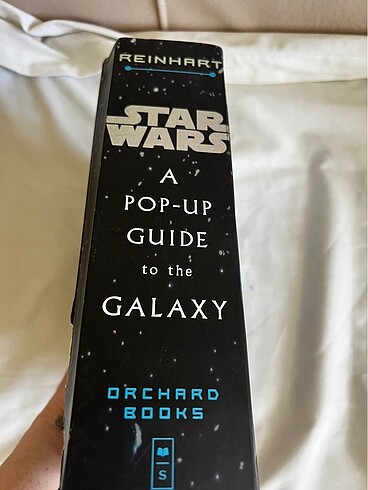 REINHART
STAR
WARS
A
POP-UP
GUIDE
to the
GALAXY
ORCHARD
BOOKS
S